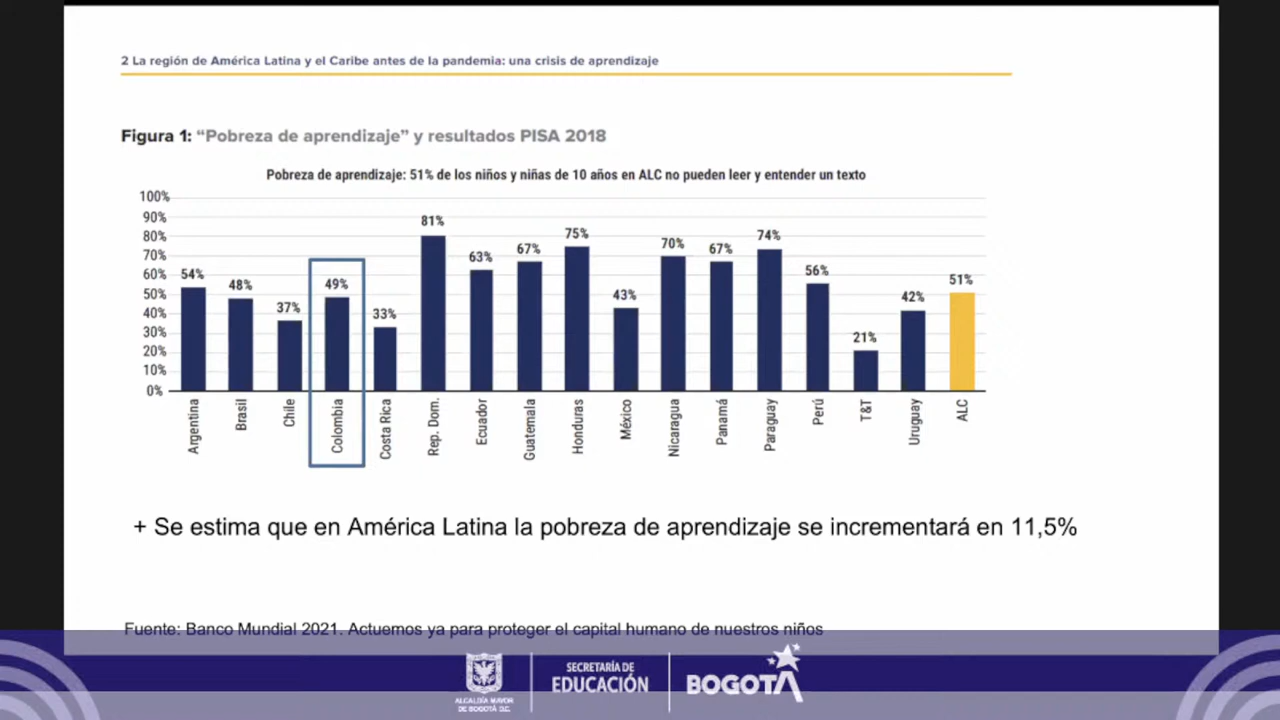 2 La región de América Latina y el Caribe antes de la pandemia: una crisis de aprendizaje
Figura 1: “Pobreza de aprendizaje” y resultados PISA 2018
Pobreza de aprendizaje: 51% de los niños y niñas de 10 años en ALC no pueden leer y entender un texto
100%
90%
80%
70%
60%
50%
40%
30%
20%
10%
0%
54%
48%
37%
49%
33%
81%
63%
67%
75%
43%
70%
67%
74%
56%
21%
42%
51%
Argentina
Brasil
Chile
Colombia
Costa Rica
Rep. Dom.
Ecuador
Guatemala
Honduras
México
Nicaragua
Panamá
Paraguay
Perú
T&T
Uruguay
ALC
+ Se estima que en América Latina la pobreza de aprendizaje se incrementará en 11,5%
Fuente: Banco Mundial 2021. Actuemos ya para proteger el capital humano de nuestros niños
ALCALDÍA MAYOR
DE BOGOTÁ D.C.
SECRETARÍA DE
EDUCACIÓN
BOGOTÁ